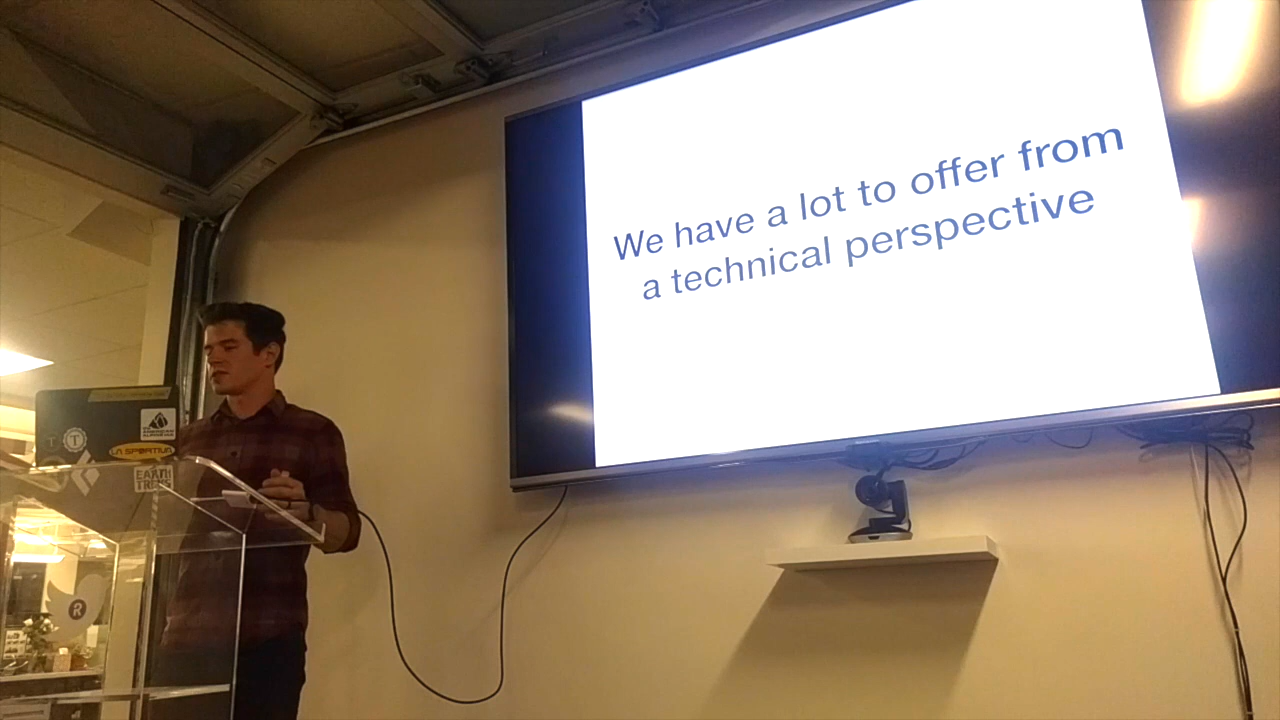 We have a lot to offer from
a technical perspective
LA SPORTIVA
EARTH
TREKS
R